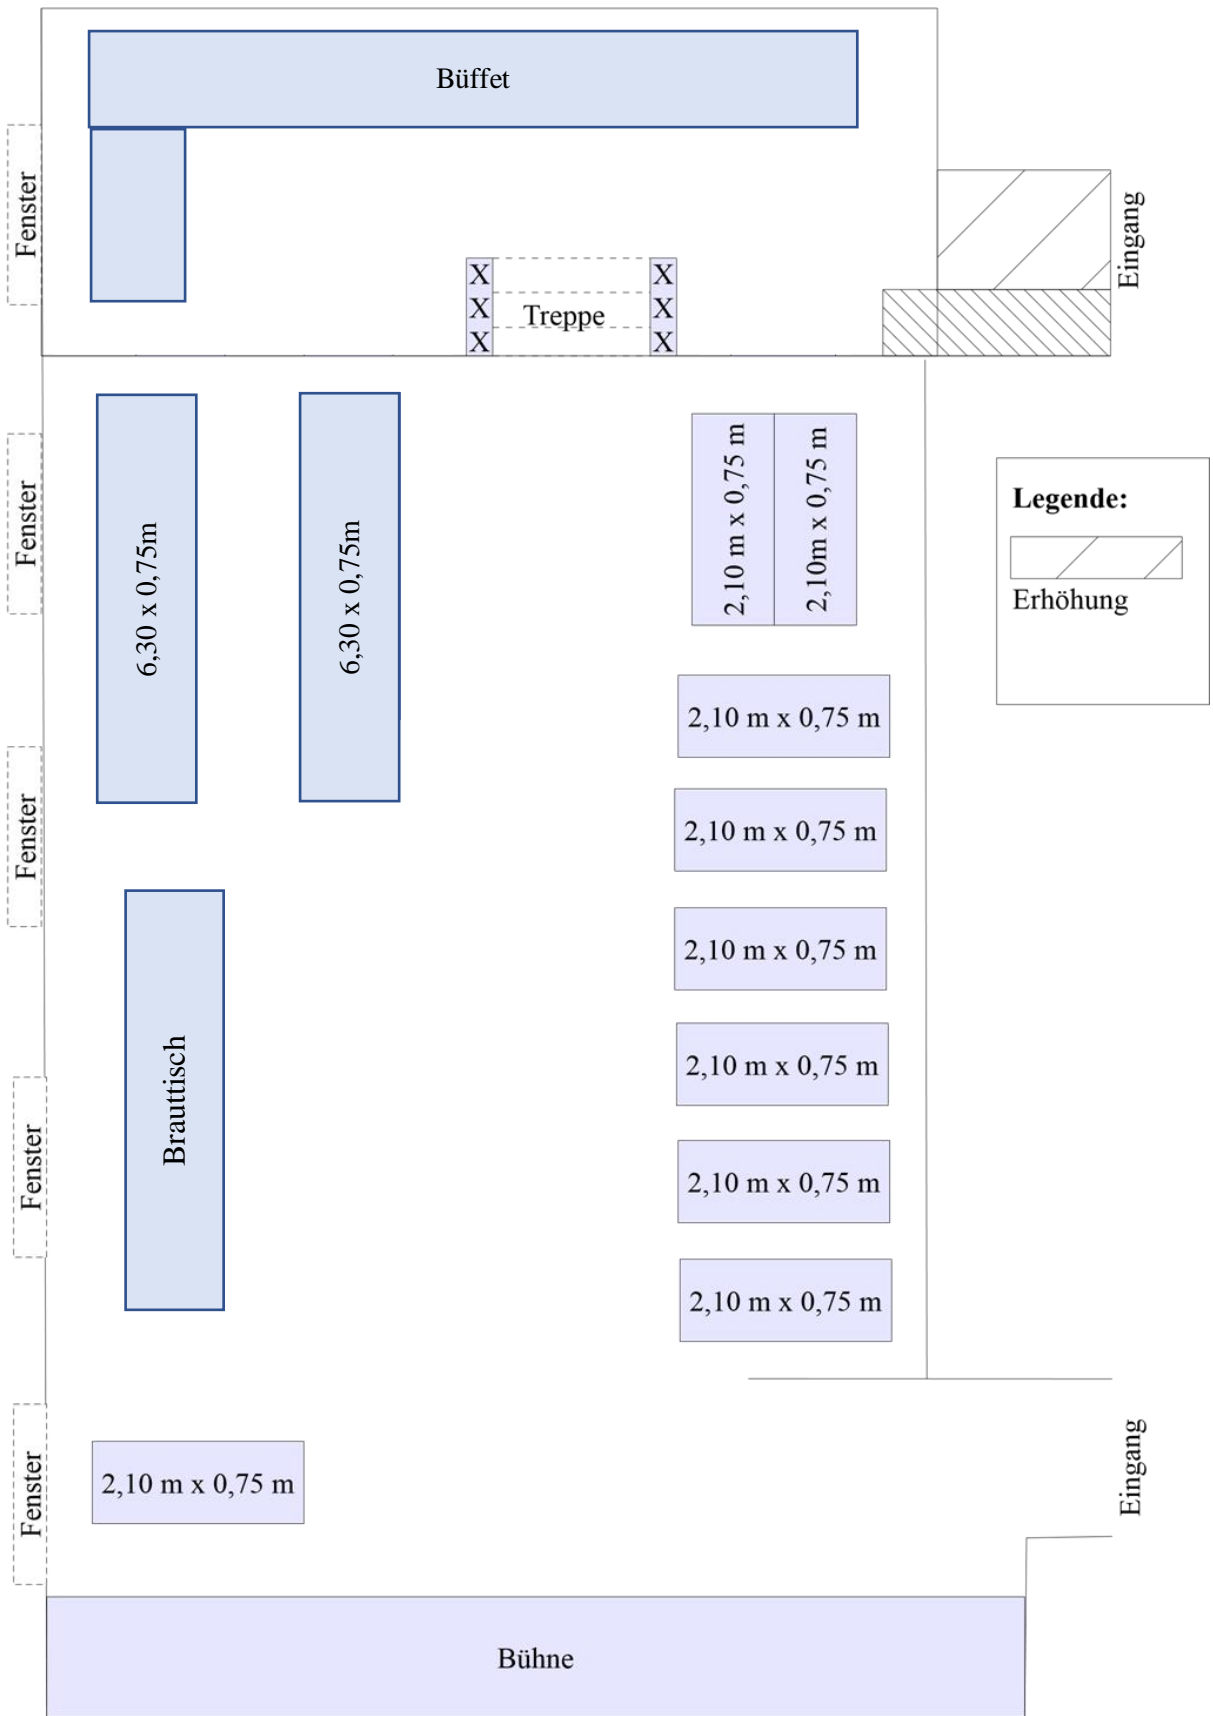 Büffet
Fenster
Eingang
X X
X Treppe X
X X
Fenster
6,30 x 0,75m
6,30 x 0,75m
2,10 m x 0,75 m
2,10m x 0,75 m
Legende:
Erhöhung
2,10 m x 0,75 m
Fenster
2,10 m x 0,75 m
2,10 m x 0,75 m
Brauttisch
2,10 m x 0,75 m
Fenster
2,10 m x 0,75 m
2,10 m x 0,75 m
Fenster
2,10 m x 0,75 m
Eingang
Bühne